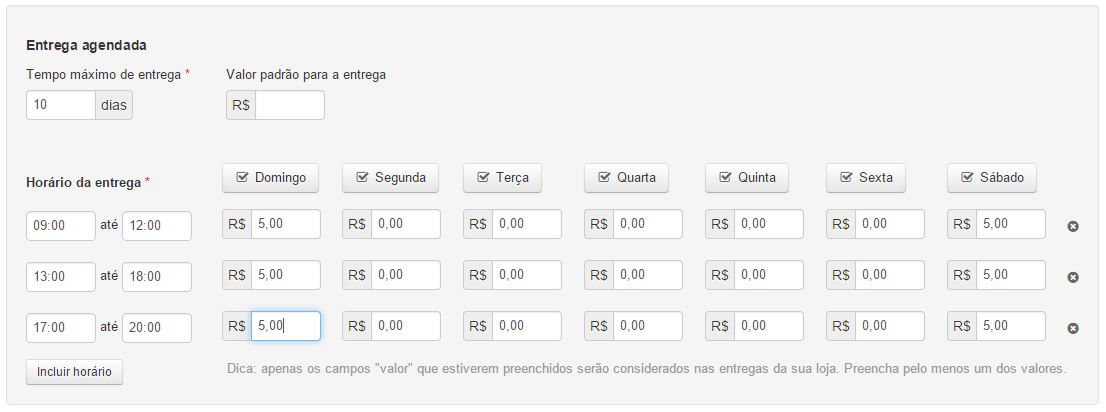 Entrega agendada
Tempo máximo de entrega * Valor padrão para a entrega
10 dias R$
Horário da entrega * Domingo Segunda Terça Quarta Quinta Sexta Sábado
09:00 até 12:00 R$ 5,00 R$ 0,00 R$ 0,00 R$ 0,00 R$ 0,00 R$ 0,00 R$ 5,00
13:00 até 18:00 R$ 5,00 R$ 0,00 R$ 0,00 R$ 0,00 R$ 0,00 R$ 0,00 R$ 5,00
17:00 até 20:00 R$ 5,00 R$ 0,00 R$ 0,00 R$ 0,00 R$ 0,00 R$ 0,00 R$ 5,00
Incluir horário Dica: apenas os campos "valor" que estiverem preenchidos serão considerados nas entregas da sua loja. Preencha pelo menos um dos valores.